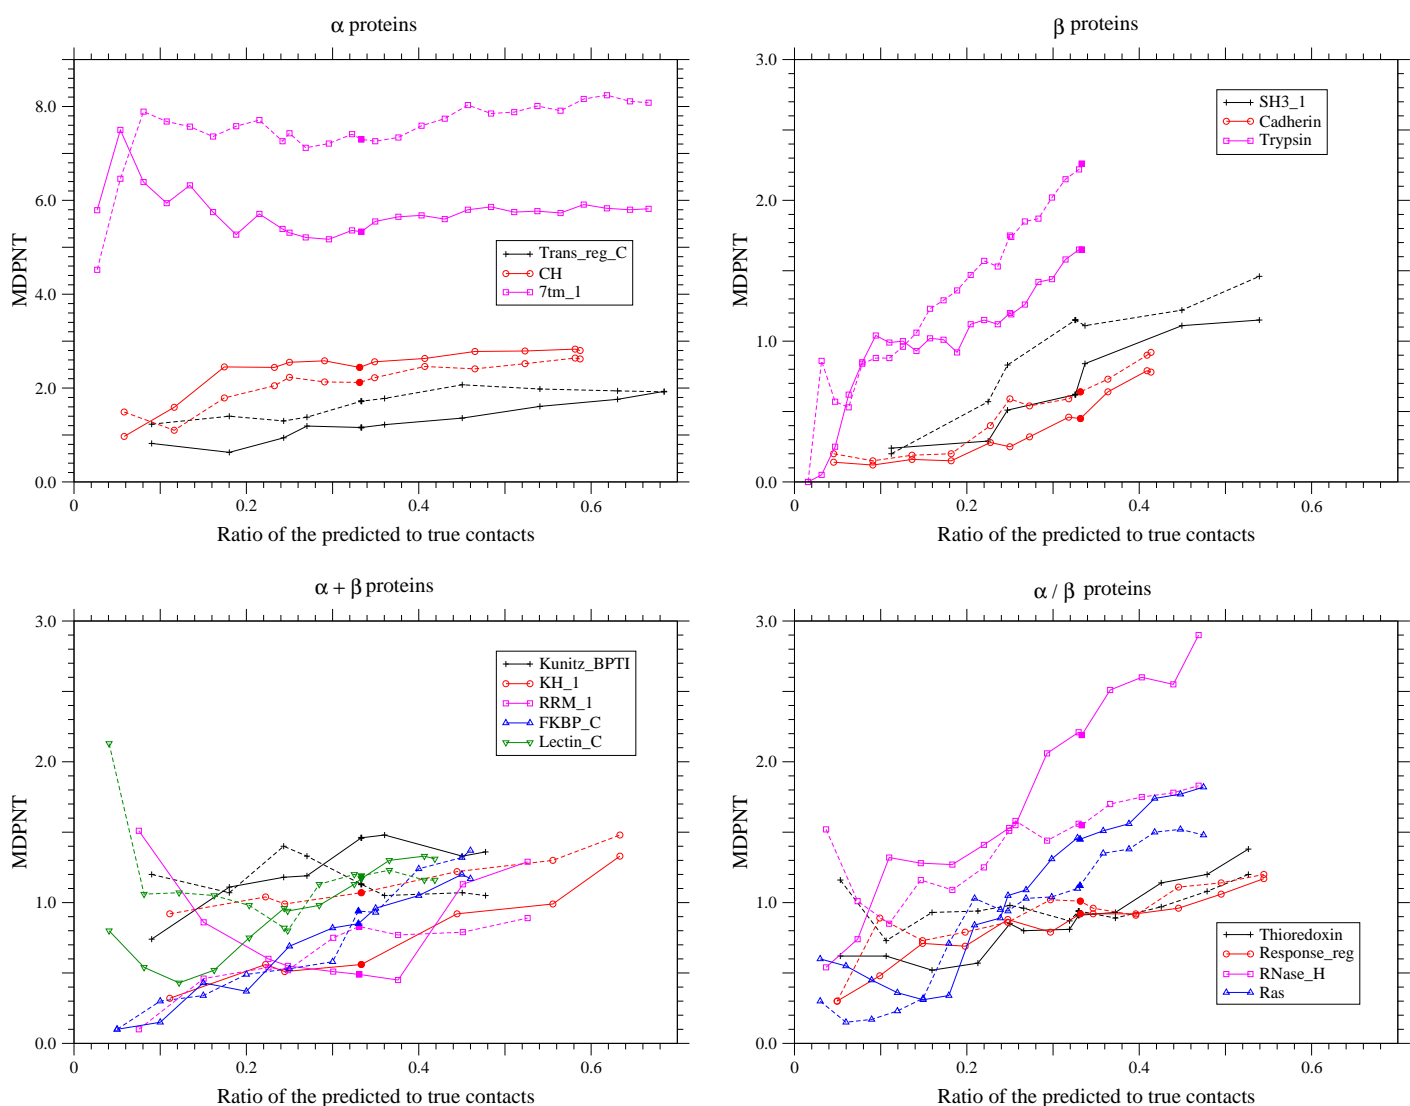 α proteins
8.0
6.0
4.0
2.0
0.0
MDPNT
Trans_reg_C
CH
7tm_1
0
0.2
0.4
0.6
Ratio of the predicted to true contacts
β proteins
3.0
2.0
1.0
0.0
MDPNT
SH3_1
Cadherin
Trypsin
0
0.2
0.4
0.6
Ratio of the predicted to true contacts
α + β proteins
3.0
2.0
1.0
0.0
MDPNT
Kunitz_BPTI
KH_1
RRM_1
FKBP_C
Lectin_C
0
0.2
0.4
0.6
Ratio of the predicted to true contacts
α / β proteins
3.0
2.0
1.0
0.0
MDPNT
Thioredoxin
Response_reg
RNase_H
Ras
0
0.2
0.4
0.6
Ratio of the predicted to true contacts